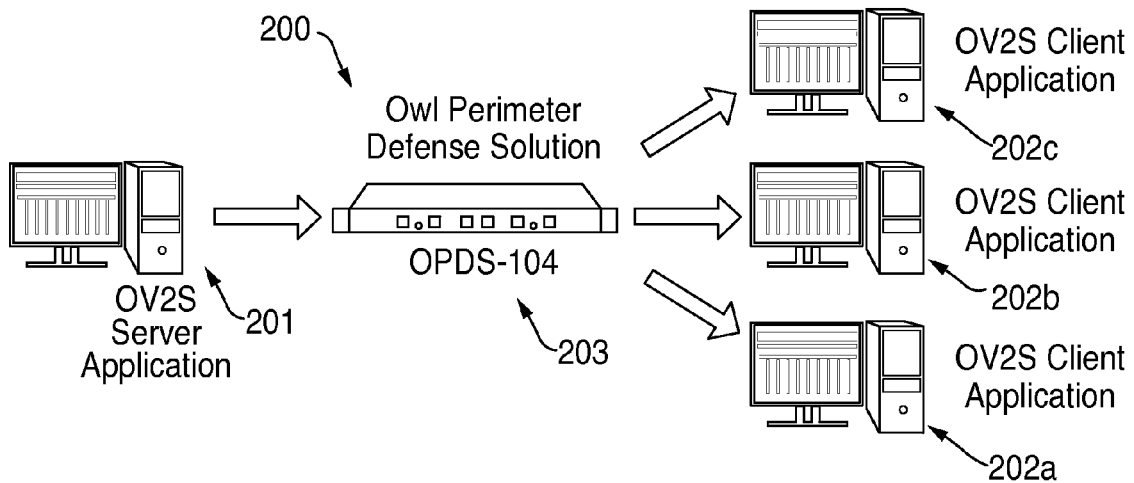 200
Owl Perimeter
Defense Solution
OPDS-104
203
OV2S
Server
Application
201
OV2S Client
Application
202c
OV2S Client
Application
202b
OV2S Client
Application
202a